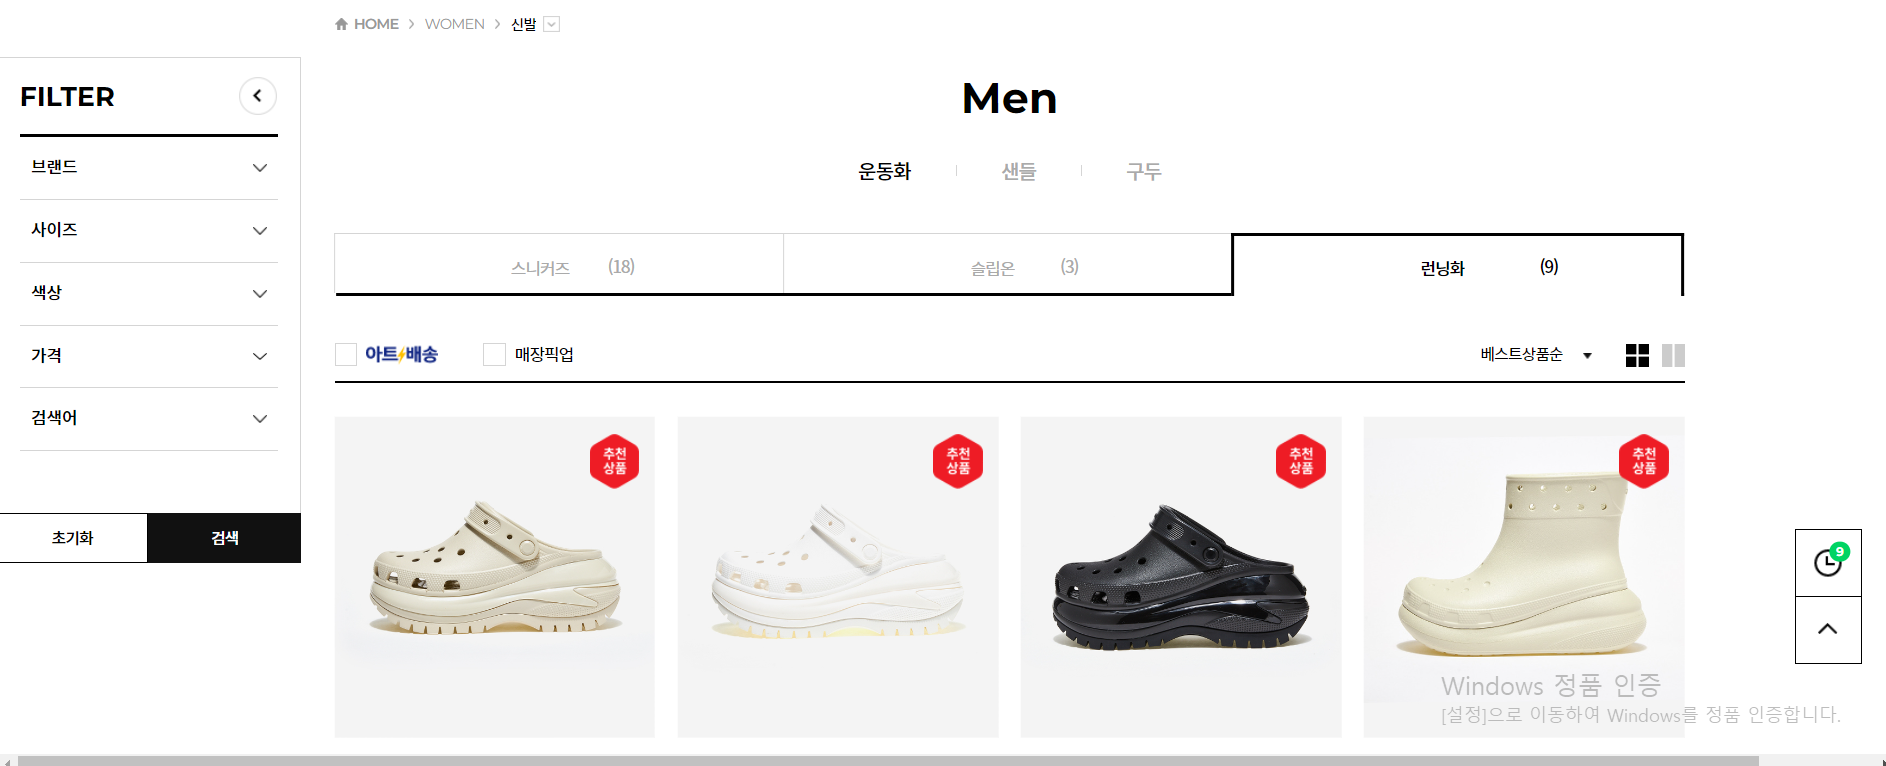 HOME > WOMEN > 신발
FILTER
브랜드
사이즈
색상
가격
검색어
초기화 검색
Men
운동화 샌들 구두
스니커즈 (18) 슬립온 (3) 런닝화 (9)
아트배송 매장픽업 베스트상품순
추천
상품
추천
상품
추천
상품
추천
상품
9
Windows 정품 인증
[설정]으로 이동하여 Windows를 정품 인증합니다.